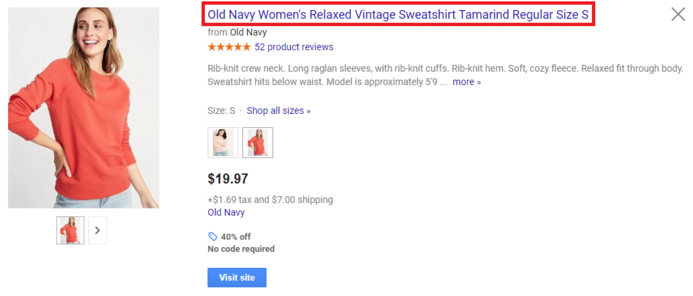 Old Navy Women's Relaxed Vintage Sweatshirt Tamarind Regular Size S
from Old Navy
52 product reviews
Rib-knit crew neck. Long raglan sleeves, with rib-knit cuffs. Rib-knit hem. Soft, cozy fleece. Relaxed fit through body.
Sweatshirt hits below waist. Model is approximately 5'9 ... more »
Size: S · Shop all sizes »
$19.97
+$1.69 tax and $7.00 shipping
Old Navy
40% off
No code required
Visit site